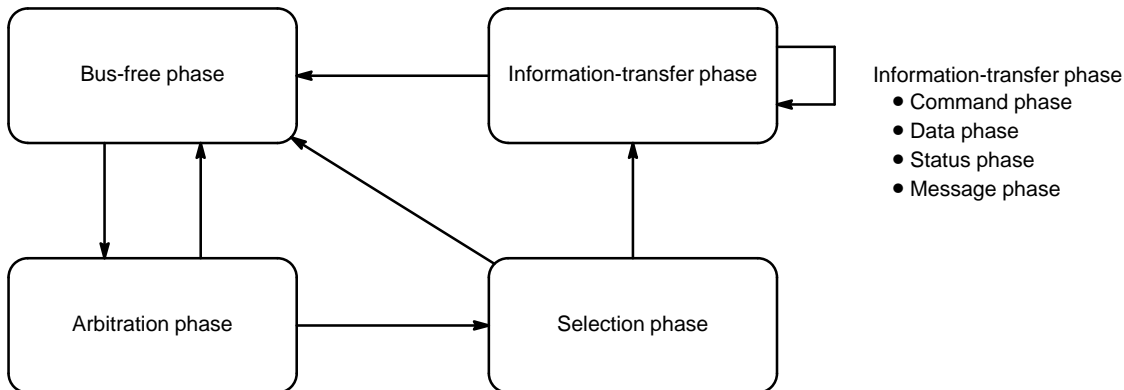 Bus-free phase
Information-transfer phase
Information-transfer phase
• Command phase
• Data phase
• Status phase
• Message phase
Arbitration phase
Selection phase